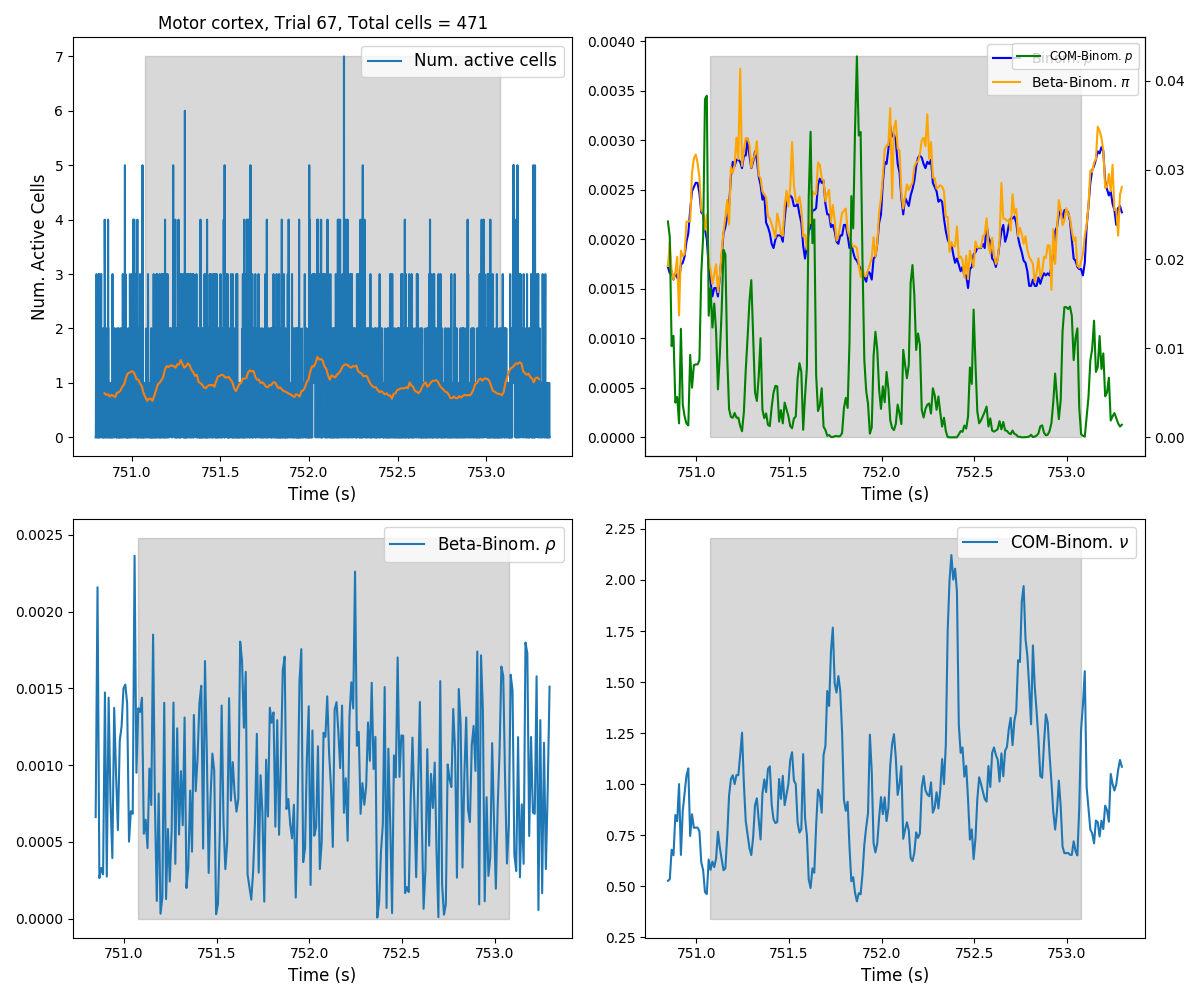 Motor cortex, Trial 67, Total cells = 471
Num. active cells
7
6
5
4
3
2
1
0
Num. Active Cells
751.0 751.5 752.0 752.5 753.0
Time (s)
COM-Binom. p
Beta-Binom. π
0.0040
0.0035
0.0030
0.0025
0.0020
0.0015
0.0010
0.0005
0.0000
0.04
0.03
0.02
0.01
0.00
751.0 751.5 752.0 752.5 753.0
Time (s)
Beta-Binom. ρ
0.0025
0.0020
0.0015
0.0010
0.0005
0.0000
751.0 751.5 752.0 752.5 753.0
Time (s)
COM-Binom. ν
2.25
2.00
1.75
1.50
1.25
1.00
0.75
0.50
0.25
751.0 751.5 752.0 752.5 753.0
Time (s)